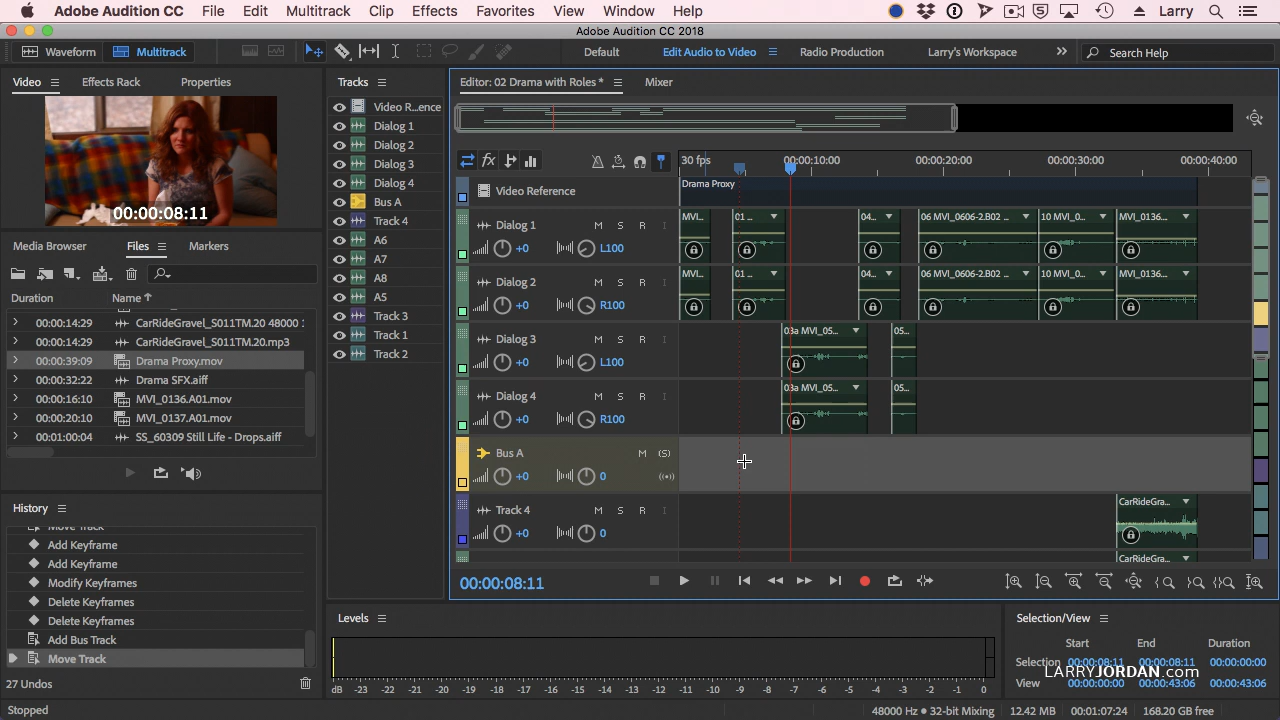 Adobe Audition CC File Edit Multitrack Clip Effects Favorites View Window Help Larry
Adobe Audition CC 2018
Waveform Multitrack Default Edit Audio to Video Radio Production Larry's Workspace Search Help
Video Effects Rack Properties
00:00:08:11
Media Browser Files Markers
Duration Name
00:00:14:29 CarRideGravel_S011TM.20 48000 1
00:00:14:29 CarRideGravel_S011TM.20.mp3
00:00:39:09 Drama Proxy.mov
00:00:32:22 Drama SFX.aiff
00:00:16:10 MVI_0136.A01.mov
00:00:20:10 MVI_0137.A01.mov
00:01:00:04 SS_60309 Still Life - Drops.aiff
History
Move Track
Add Keyframe
Add Keyframe
Modify Keyframes
Delete Keyframes
Delete Keyframes
Add Bus Track
Move Track
27 Undos
Stopped
Tracks
Video R...erence
Dialog 1
Dialog 2
Dialog 3
Dialog 4
Bus A
Track 4
A6
A7
A8
A5
Track 3
Track 1
Track 2
Editor: 02 Drama with Roles * Mixer
fx 30 fps 00:00:10:00 00:00:20:00 00:00:30:00 00:00:40:00
Video Reference Drama Proxy
Dialog 1 M S R I MVI... 01 ... 04... 06 MVI_0606-2.B02 ... 10 MVI_0... MVI_0136...
+0 L100
Dialog 2 M S R I MVI... 01 ... 04... 06 MVI_0606-2.B02 ... 10 MVI_0... MVI_0136...
+0 R100
Dialog 3 M S R I 03a MVI_05... 05...
+0 L100
Dialog 4 M S R I 03a MVI_05... 05...
+0 R100
Bus A M (S)
+0 0
Track 4 M S R I CarRideGra...
+0 0
CarRideGra...
00:00:08:11
Levels
dB -23 -22 -21 -20 -19 -18 -17 -16 -15 -14 -13 -12 -11 -10 -9 -8 -7 -6 -5 -4 -3 -2 -1 0
Selection/View
Start End Duration
Selection 00:00:08:11 00:00:08:11 00:00:00:00
LARRYJORDAN.com
View 00:00:00:00 00:00:43:06 00:00:43:06
48000 Hz ● 32-bit Mixing 12.42 MB 00:01:07:24 168.20 GB free